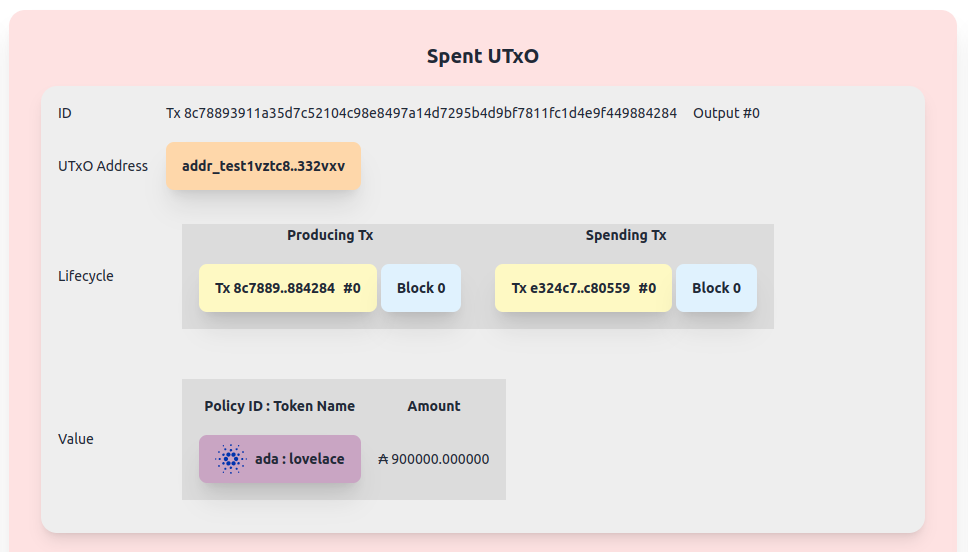 Spent UTxO
ID Tx 8c78893911a35d7c52104c98e8497a14d7295b4d9bf7811fc1d4e9f449884284 Output #0
UTxO Address addr_test1vztc8..332vxv
Producing Tx Spending Tx
Lifecycle Tx 8c7889..884284 #0 Block 0 Tx e324c7..c80559 #0 Block 0
Policy ID : Token Name Amount
Value ada : lovelace ₳ 900000.000000